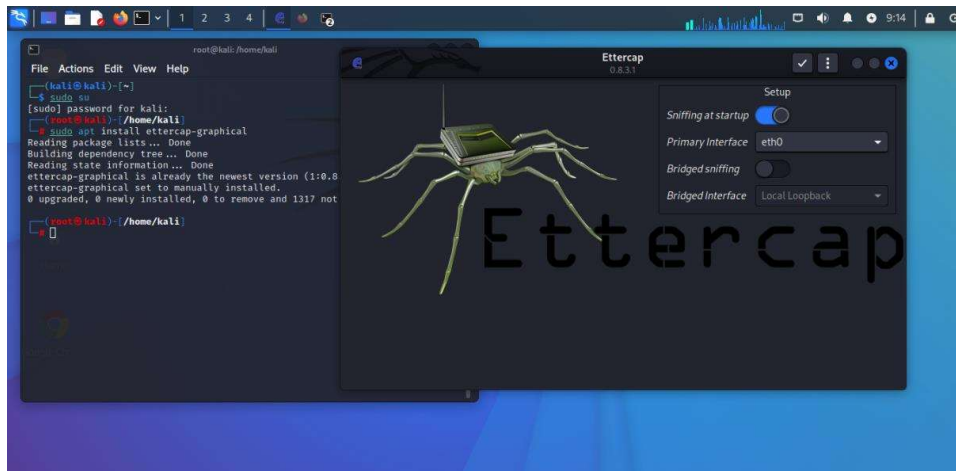 1 2 3 4
9:14
root@kali: /home/kali
File Actions Edit View Help
(kali㉿kali)-[~]
$ sudo su
[sudo] password for kali:
(root㉿kali)-[/home/kali]
# sudo apt install ettercap-graphical
Reading package lists... Done
Building dependency tree... Done
Reading state information... Done
ettercap-graphical is already the newest version (1:0.8
ettercap-graphical set to manually installed.
0 upgraded, 0 newly installed, 0 to remove and 1317 not
(root㉿kali)-[/home/kali]
#
Ettercap
0.8.3.1
Setup
Sniffing at startup
Primary Interface eth0
Bridged sniffing
Bridged Interface Local Loopback
Ettercap